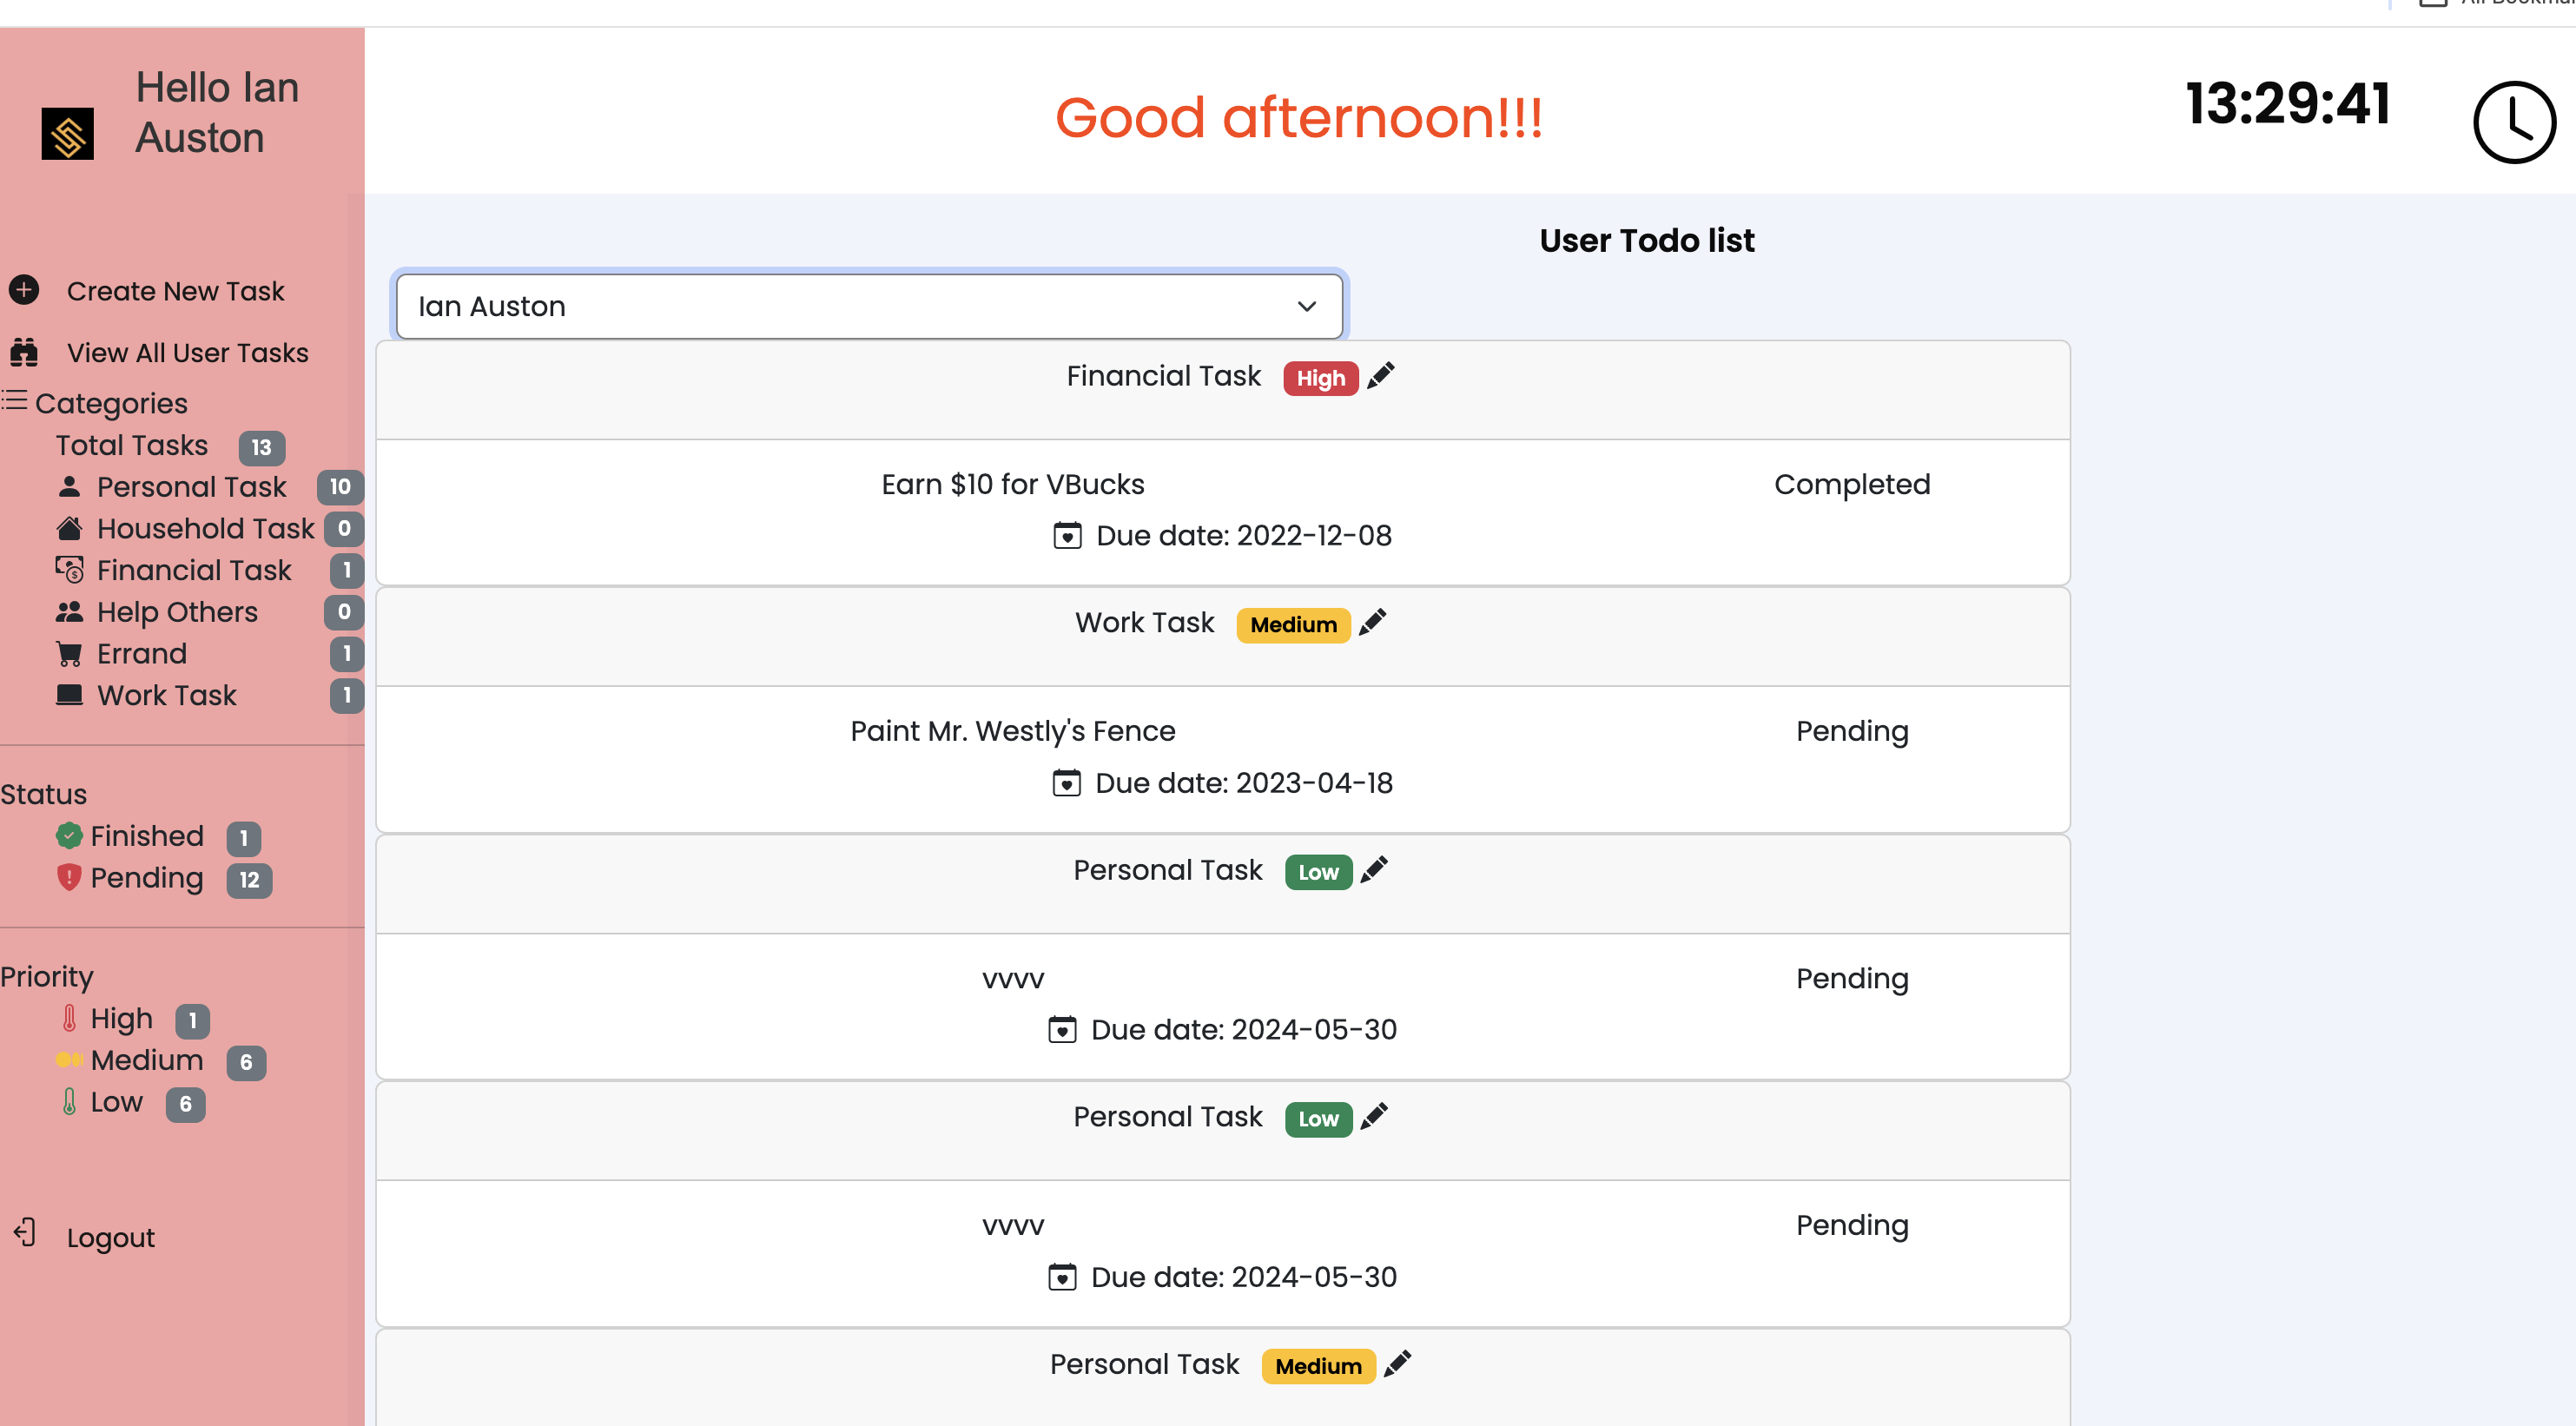 Hello Ian
Auston
Good afternoon!!!
13:29:41
Create New Task
View All User Tasks
Categories
Total Tasks 13
Personal Task 10
Household Task 0
Financial Task 1
Help Others 0
Errand 1
Work Task 1
Status
Finished 1
Pending 12
Priority
High 1
Medium 6
Low 6
Logout
User Todo list
Ian Auston
Financial Task High
Earn $10 for VBucks Completed
Due date: 2022-12-08
Work Task Medium
Paint Mr. Westly's Fence Pending
Due date: 2023-04-18
Personal Task Low
vvvv Pending
Due date: 2024-05-30
Personal Task Low
vvvv Pending
Due date: 2024-05-30
Personal Task Medium